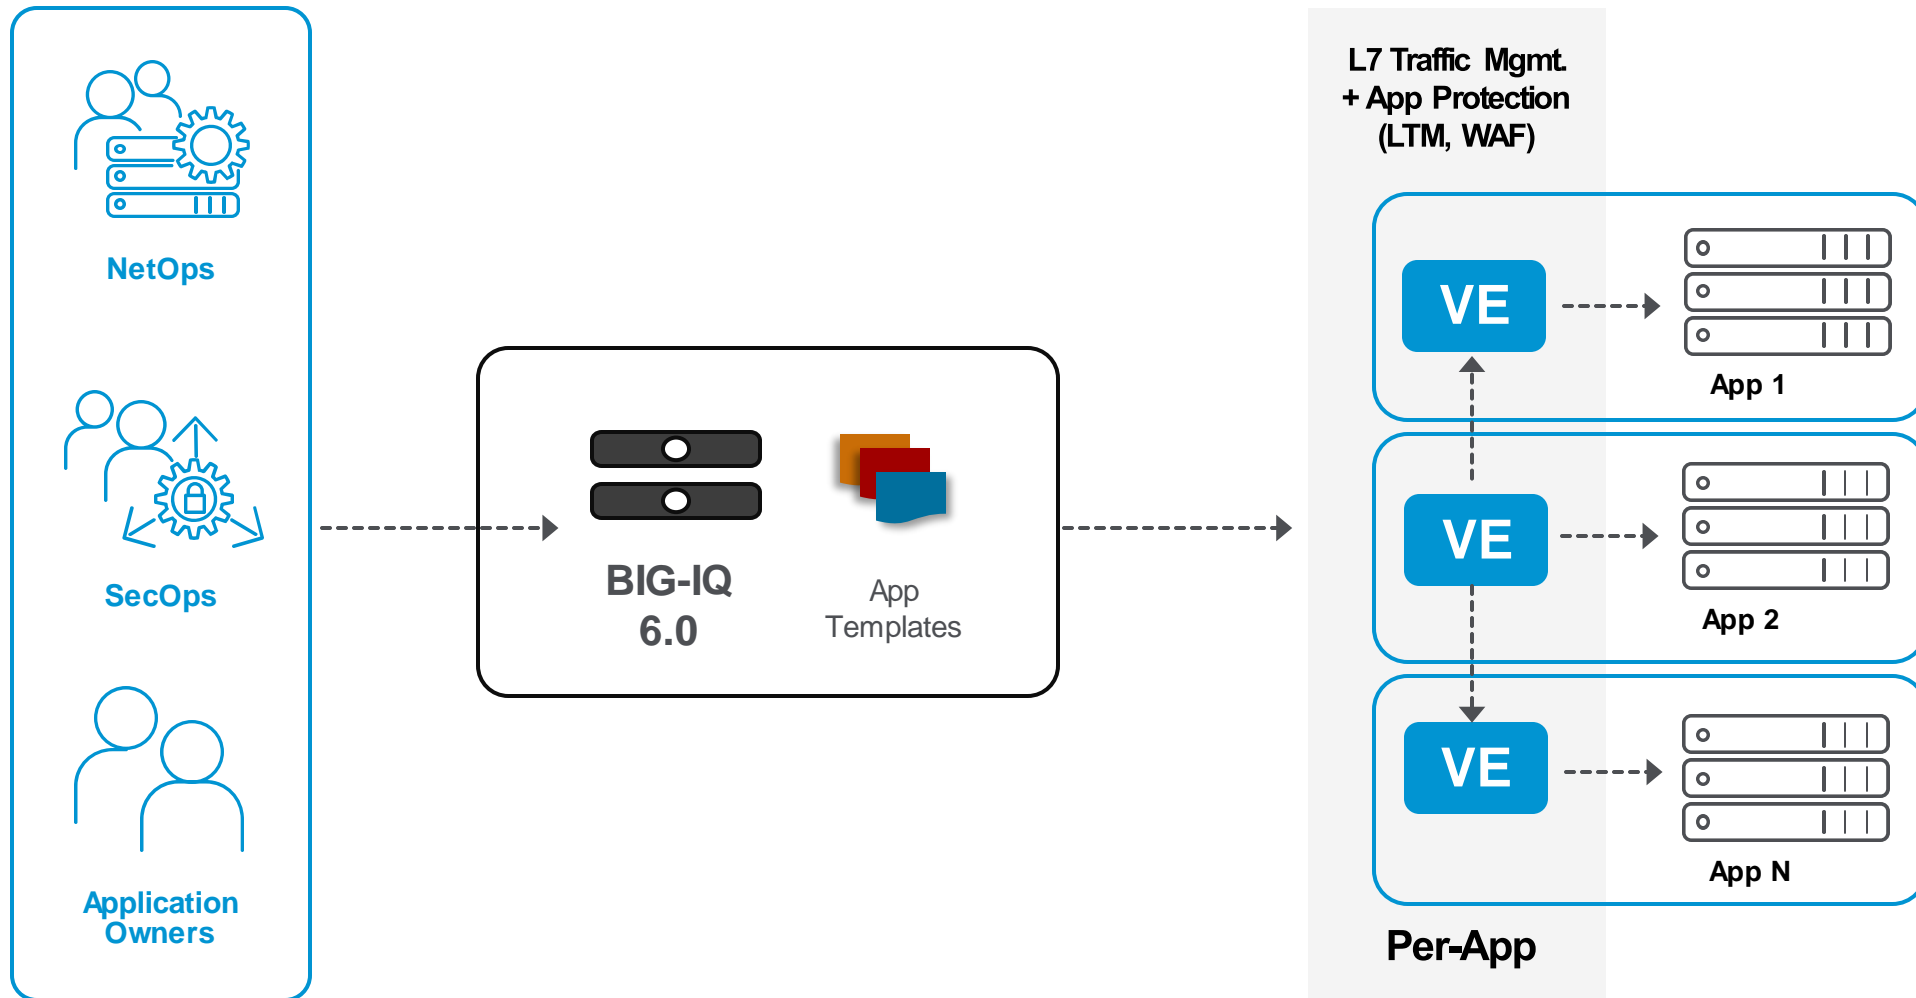 NetOps
SecOps
Application
Owners
BIG-IQ
6.0
App
Templates
L7 Traffic Mgmt.
+ App Protection
(LTM, WAF)
VE
App 1
VE
App 2
VE
App N
Per-App